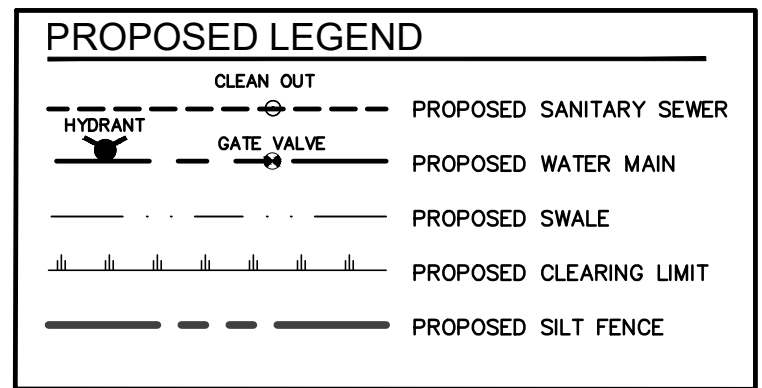 PROPOSED LEGEND
CLEAN OUT
PROPOSED SANITARY SEWER
HYDRANT
GATE VALVE
PROPOSED WATER MAIN
PROPOSED SWALE
PROPOSED CLEARING LIMIT
PROPOSED SILT FENCE